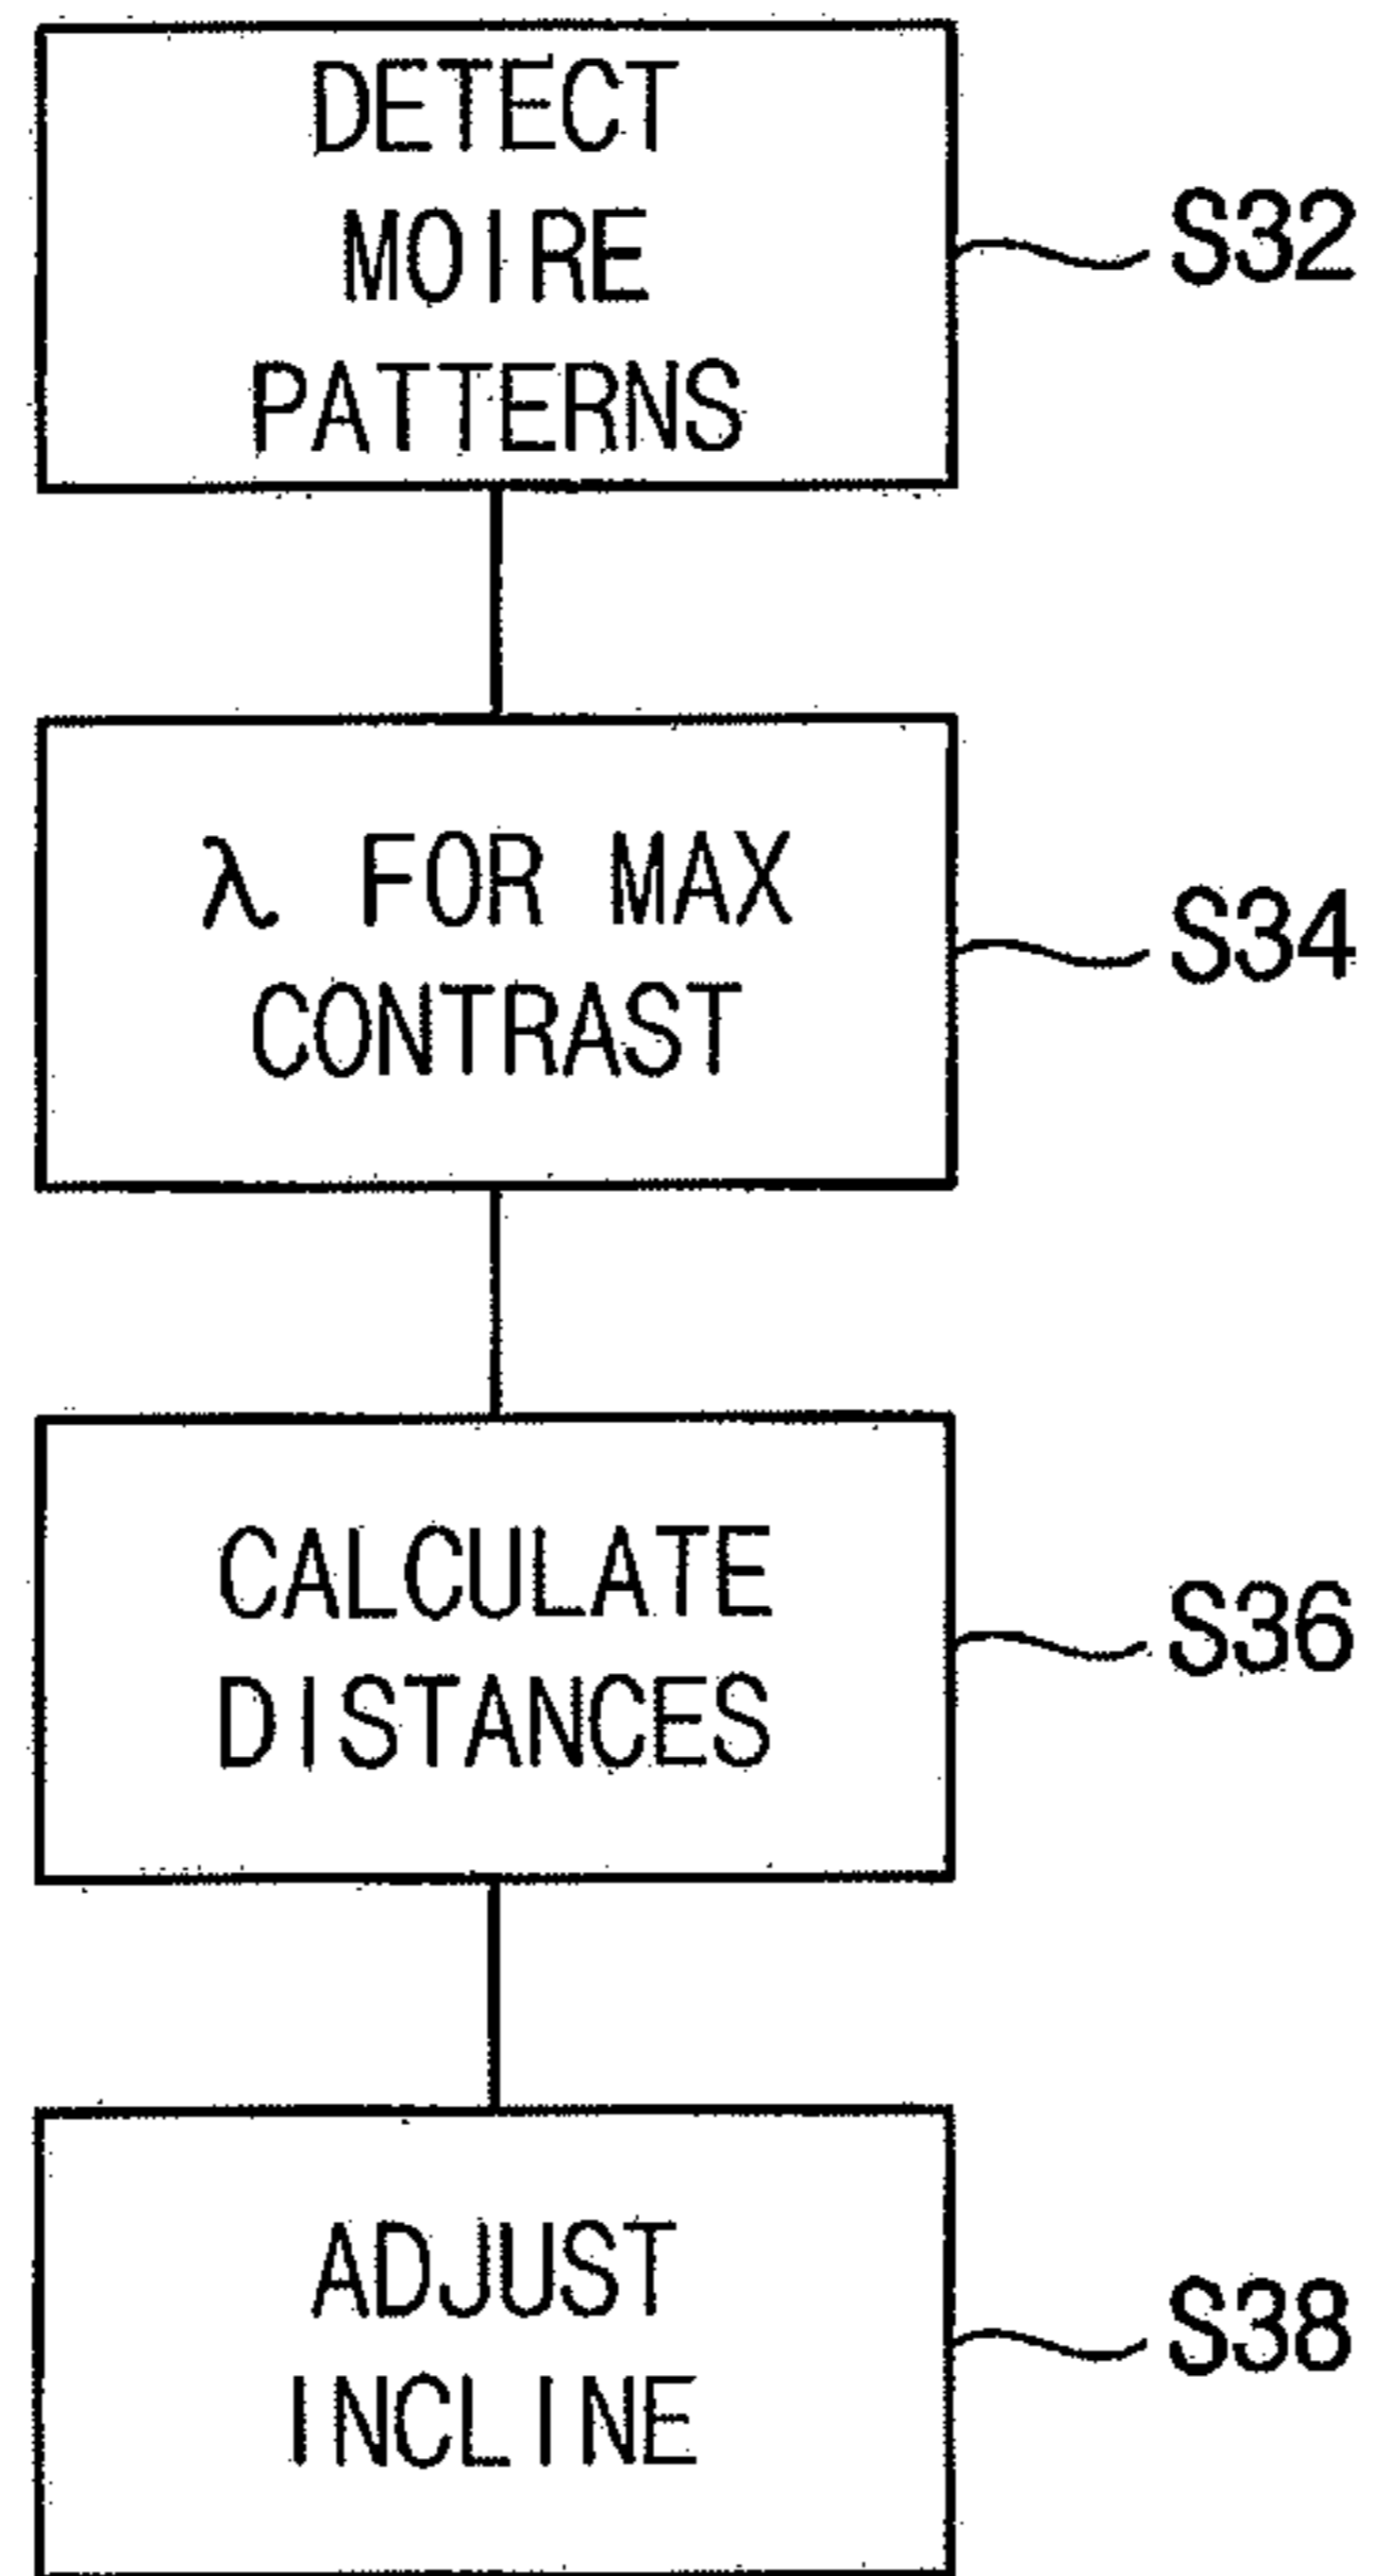 DETECT
MOIRE
PATTERNS
S32
λ FOR MAX
CONTRAST
S34
CALCULATE
DISTANCES
S36
ADJUST
INCLINE
S38